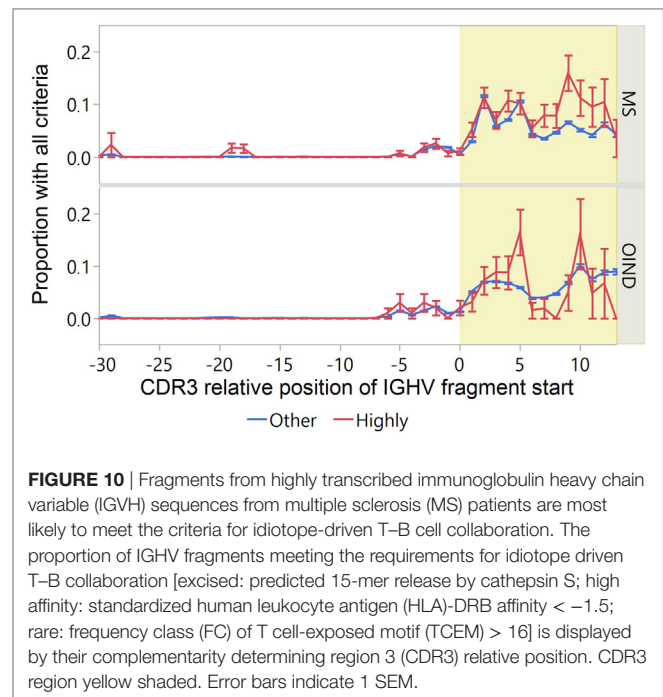 0.2
0.1
0.0
MS
0.2
0.1
0.0
OIND
Proportion with all criteria
-30 -25 -20 -15 -10 -5 0 5 10
CDR3 relative position of IGHV fragment start
Other Highly
FIGURE 10 | Fragments from highly transcribed immunoglobulin heavy chain
variable (IGVH) sequences from multiple sclerosis (MS) patients are most
likely to meet the criteria for idiotope-driven T–B cell collaboration. The
proportion of IGHV fragments meeting the requirements for idiotope driven
T–B collaboration [excised: predicted 15-mer release by cathepsin S; high
affinity: standardized human leukocyte antigen (HLA)-DRB affinity < −1.5;
rare: frequency class (FC) of T cell-exposed motif (TCEM) > 16] is displayed
by their complementarity determining region 3 (CDR3) relative position. CDR3
region yellow shaded. Error bars indicate 1 SEM.